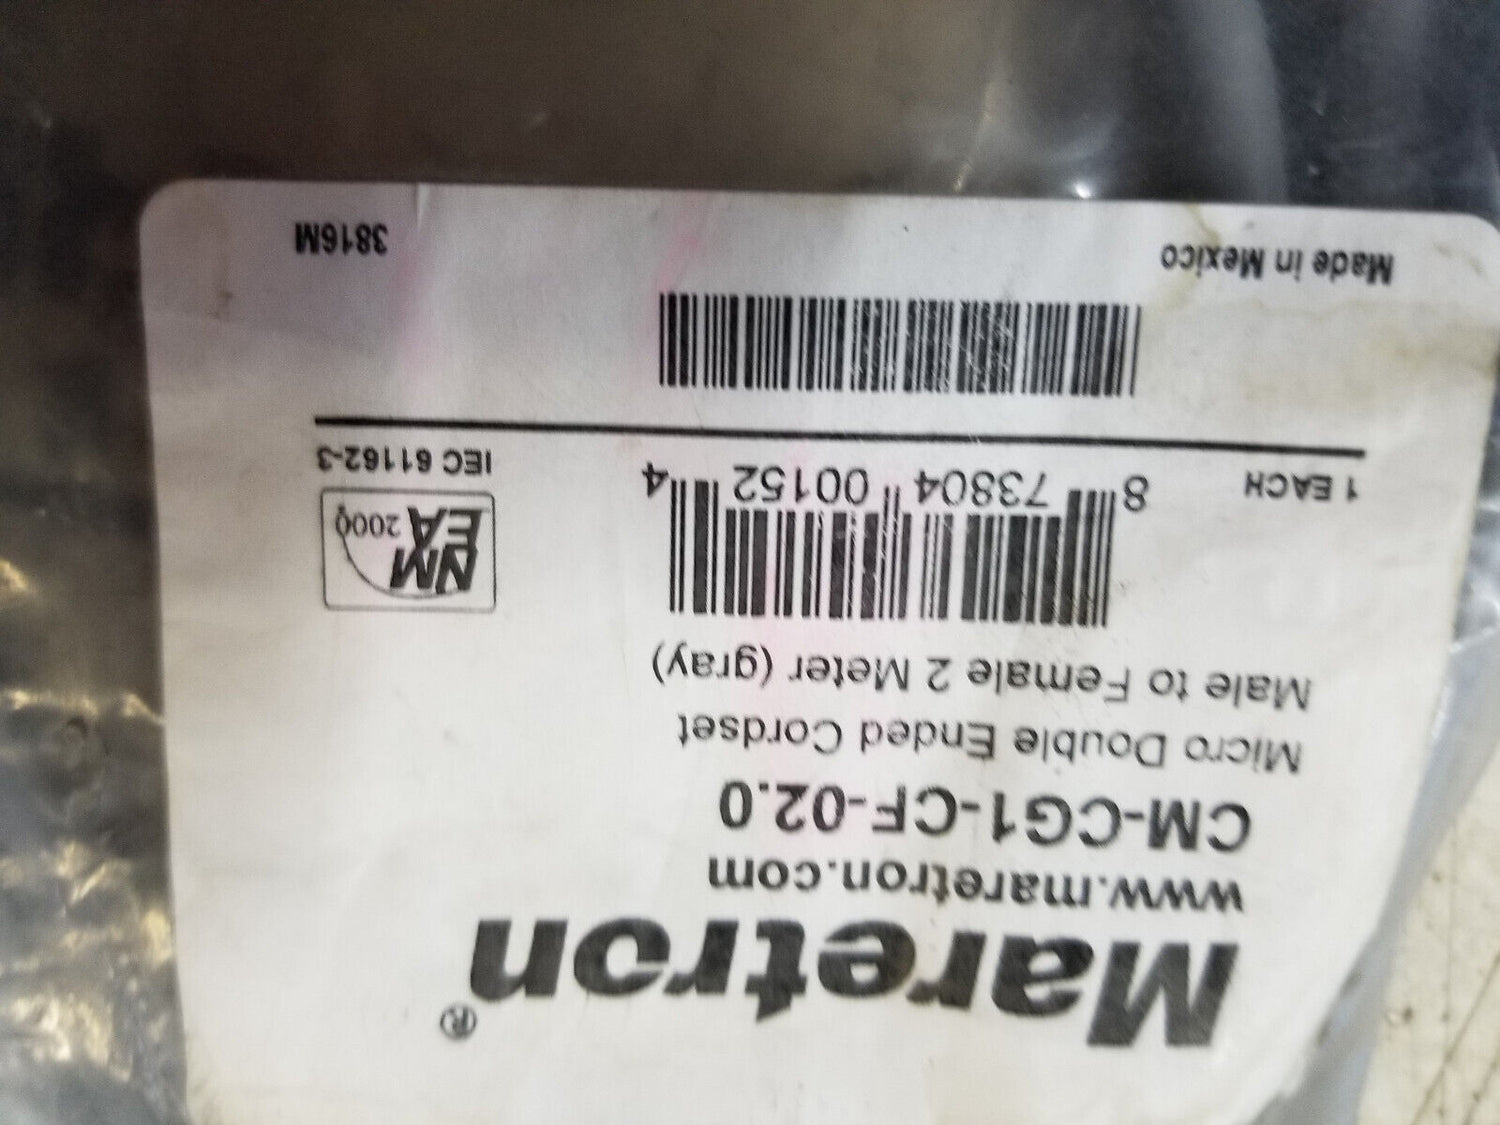 Maretron®
www.maretron.com
CM-CG1-CF-02.0
Micro Double Ended Cordset
Male to Female 2 Meter (gray)
8 73804 00152 4
1 EACH
NMEA 2000
IEC 61162-3
Made in Mexico
3816M